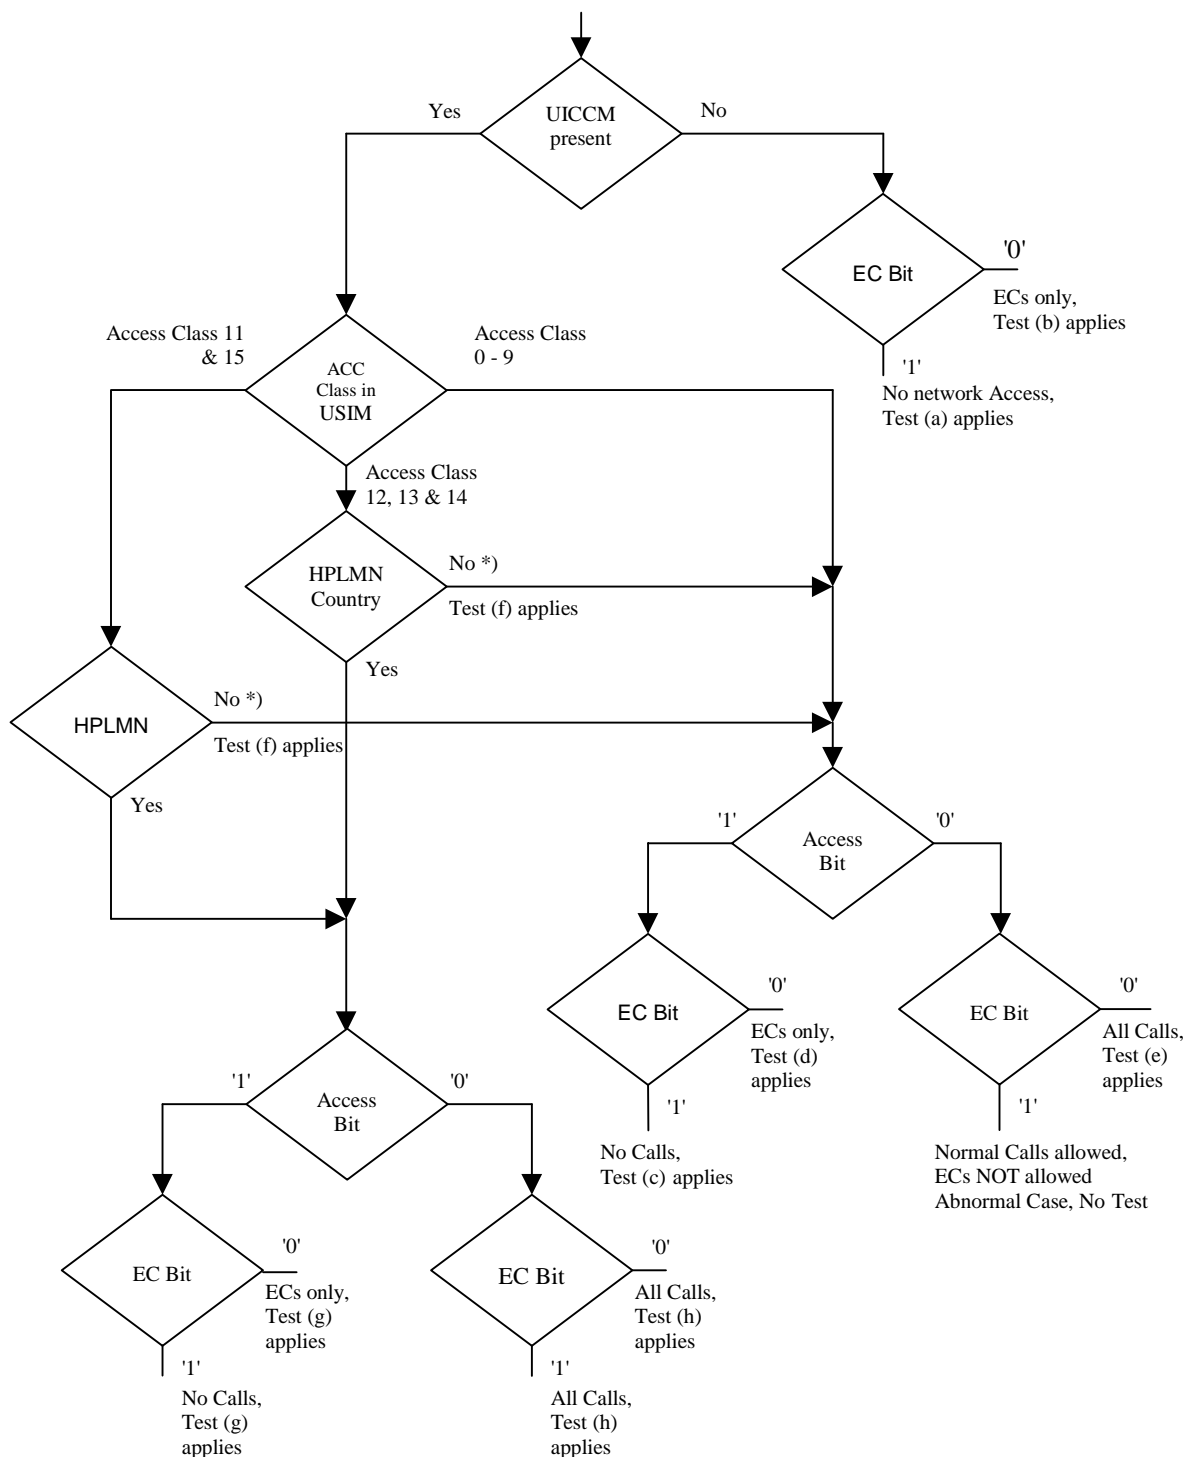 UICCM
present
Yes
No
EC Bit
'0'
ECs only,
Test (b) applies
'1'
No network Access,
Test (a) applies
Access Class 11
& 15
ACC
Class in
USIM
Access Class
0 - 9
Access Class
12, 13 & 14
HPLMN
Country
No *)
Test (f) applies
Yes
HPLMN
No *)
Test (f) applies
Yes
'1'
Access
Bit
'0'
EC Bit
'0'
ECs only,
Test (d)
applies
'1'
No Calls,
Test (c) applies
EC Bit
'0'
All Calls,
Test (e)
applies
'1'
Normal Calls allowed,
ECs NOT allowed
Abnormal Case, No Test
'1'
Access
Bit
'0'
EC Bit
'0'
ECs only,
Test (g)
applies
'1'
No Calls,
Test (g)
applies
EC Bit
'0'
All Calls,
Test (h)
applies
'1'
All Calls,
Test (h)
applies